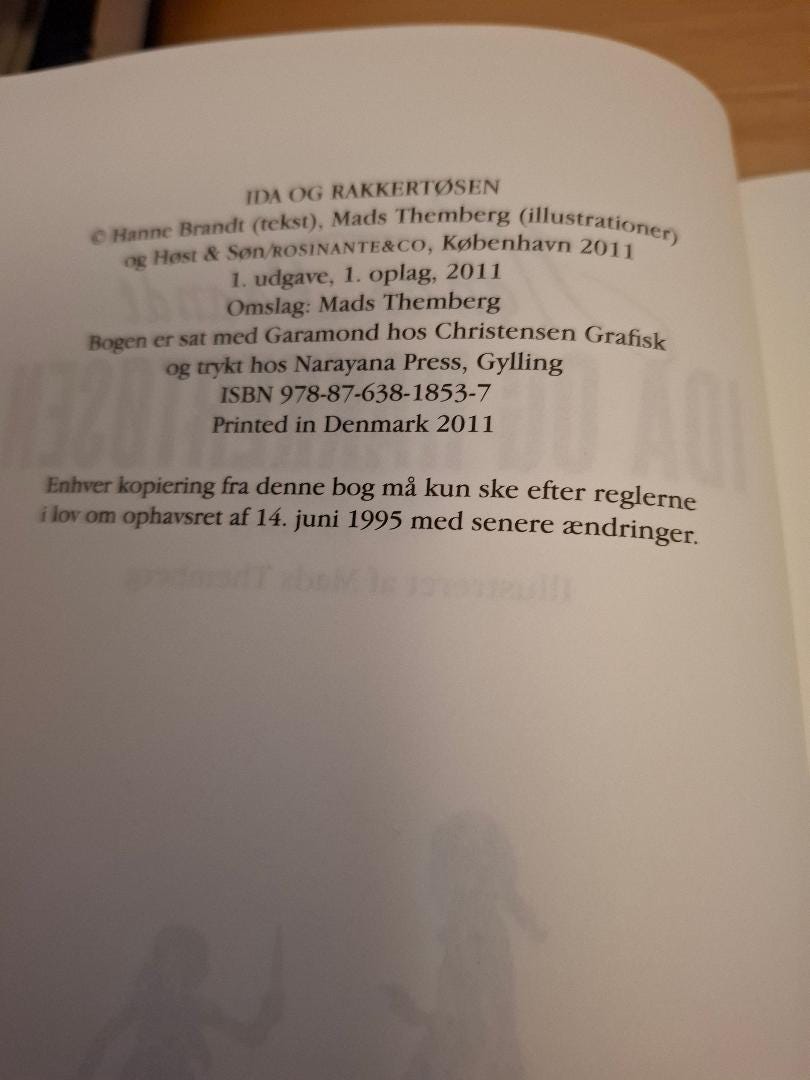 IDA OG RAKKERTØSEN
© Hanne Brandt (tekst), Mads Themberg (illustrationer)
og Høst & Søn/ROSINANTE&CO, København 2011
1. udgave, 1. oplag, 2011
Omslag: Mads Themberg
Bogen er sat med Garamond hos Christensen Grafisk
og trykt hos Narayana Press, Gylling
ISBN 978-87-638-1853-7
Printed in Denmark 2011
Enhver kopiering fra denne bog må kun ske efter reglerne
i lov om ophavsret af 14. juni 1995 med senere ændringer.